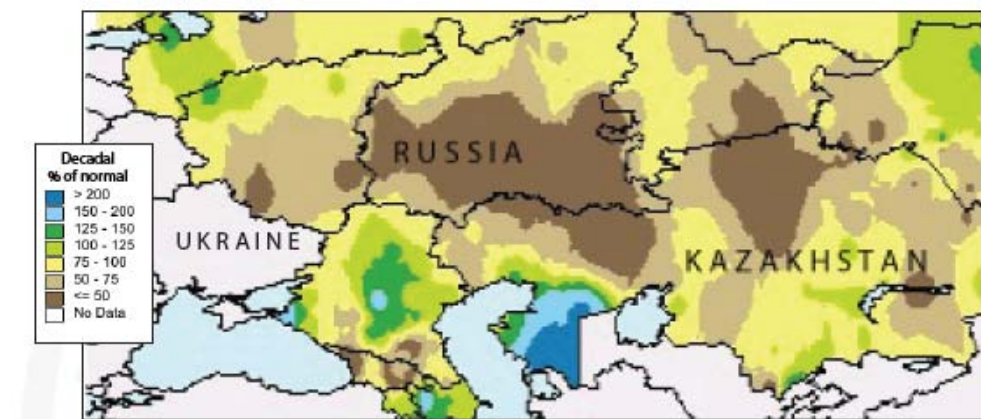 RUSSIA
Decadal
% of normal
> 200
150 - 200
125 - 150
100 - 125
75 - 100
50 - 75
<= 50
No Data
UKRAINE
KAZAKHSTAN